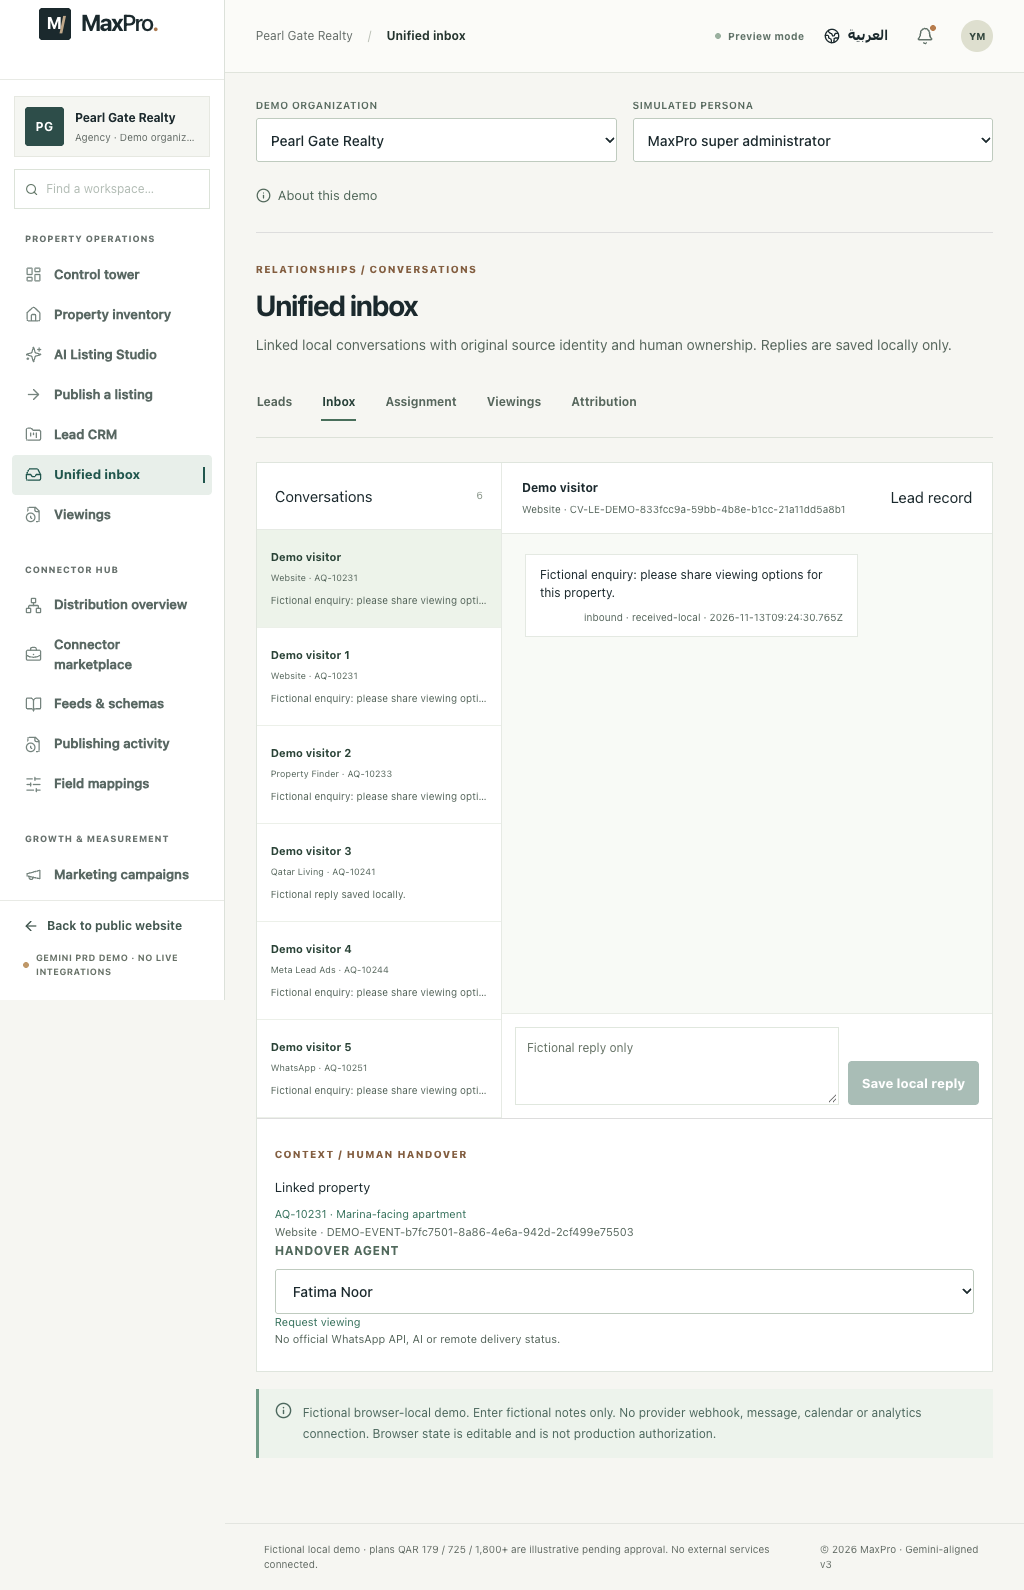 M/ MaxPro.
PG
Pearl Gate Realty
Agency · Demo organiz...
Find a workspace...
PROPERTY OPERATIONS
Control tower
Property inventory
AI Listing Studio
Publish a listing
Lead CRM
Unified inbox
Viewings
CONNECTOR HUB
Distribution overview
Connector
marketplace
Feeds & schemas
Publishing activity
Field mappings
GROWTH & MEASUREMENT
Marketing campaigns
Back to public website
GEMINI PRD DEMO · NO LIVE
INTEGRATIONS
Pearl Gate Realty / Unified inbox
Preview mode
العربية
YM
DEMO ORGANIZATION
Pearl Gate Realty
SIMULATED PERSONA
MaxPro super administrator
About this demo
RELATIONSHIPS / CONVERSATIONS
Unified inbox
Linked local conversations with original source identity and human ownership. Replies are saved locally only.
Leads Inbox Assignment Viewings Attribution
Conversations 6
Demo visitor
Website · AQ-10231
Fictional enquiry: please share viewing opti...
Demo visitor 1
Website · AQ-10231
Fictional enquiry: please share viewing opti...
Demo visitor 2
Property Finder · AQ-10233
Fictional enquiry: please share viewing opti...
Demo visitor 3
Qatar Living · AQ-10241
Fictional reply saved locally.
Demo visitor 4
Meta Lead Ads · AQ-10244
Fictional enquiry: please share viewing opti...
Demo visitor 5
WhatsApp · AQ-10251
Fictional enquiry: please share viewing opti...
Demo visitor
Website · CV-LE-DEMO-833fcc9a-59bb-4b8e-b1cc-21a11dd5a8b1
Lead record
Fictional enquiry: please share viewing options for
this property.
inbound · received-local · 2026-11-13T09:24:30.765Z
Fictional reply only
Save local reply
CONTEXT / HUMAN HANDOVER
Linked property
AQ-10231 · Marina-facing apartment
Website · DEMO-EVENT-b7fc7501-8a86-4e6a-942d-2cf499e75503
HANDOVER AGENT
Fatima Noor
Request viewing
No official WhatsApp API, AI or remote delivery status.
Fictional browser-local demo. Enter fictional notes only. No provider webhook, message, calendar or analytics
connection. Browser state is editable and is not production authorization.
Fictional local demo · plans QAR 179 / 725 / 1,800+ are illustrative pending approval. No external services
connected.
© 2026 MaxPro · Gemini-aligned
v3